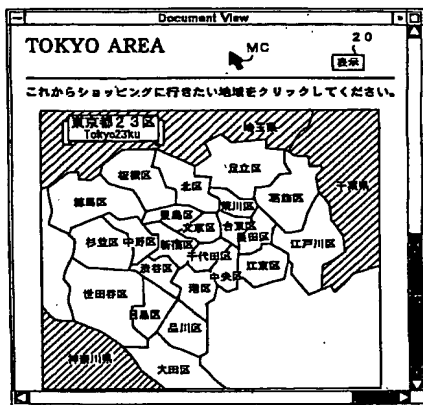 Document View
TOKYO AREA
MC
20
表示
これからショッピングに行きたい地域をクリックしてください。
東京都23区
Tokyo23ku
埼玉県
板橋区
北区
足立区
千葉県
練馬区
荒川区
葛飾区
豊島区
文京区
台東区
墨田区
杉並区
中野区
新宿区
江戸川区
千代田区
渋谷区
中央区
江東区
世田谷区
港区
目黒区
品川区
神奈川県
大田区